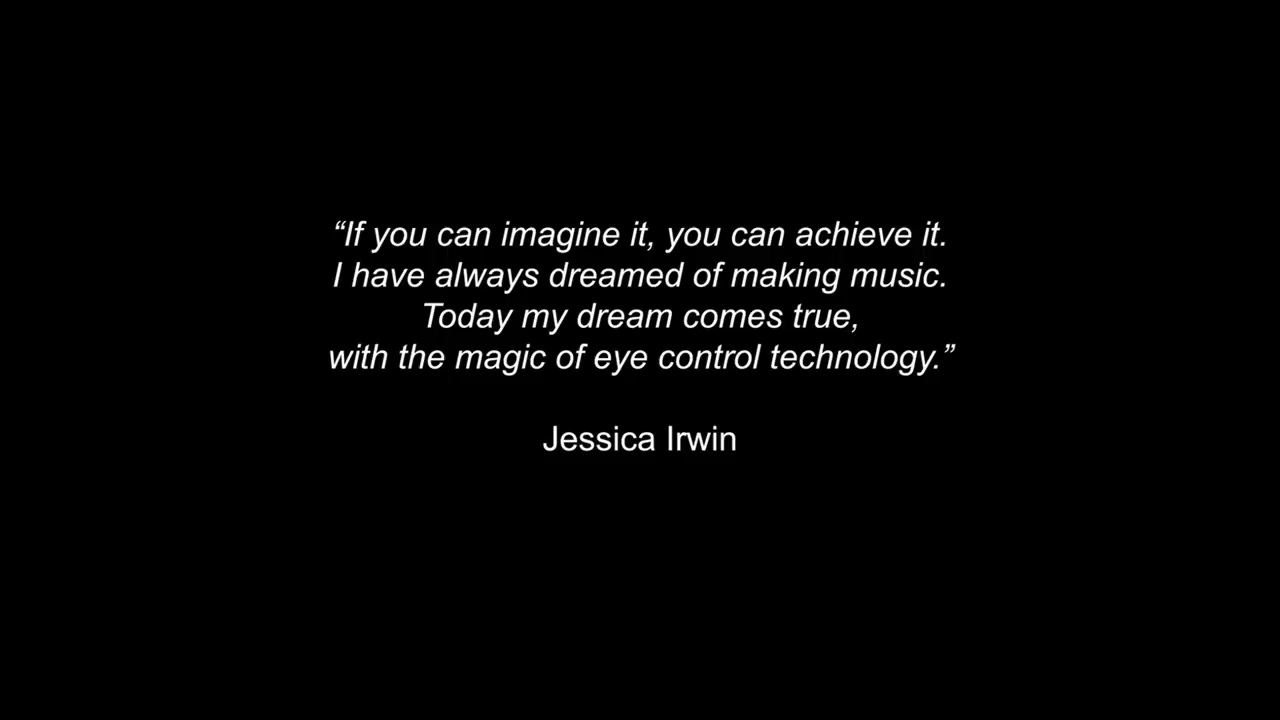 “If you can imagine it, you can achieve it.
I have always dreamed of making music.
Today my dream comes true,
with the magic of eye control technology.”
Jessica Irwin